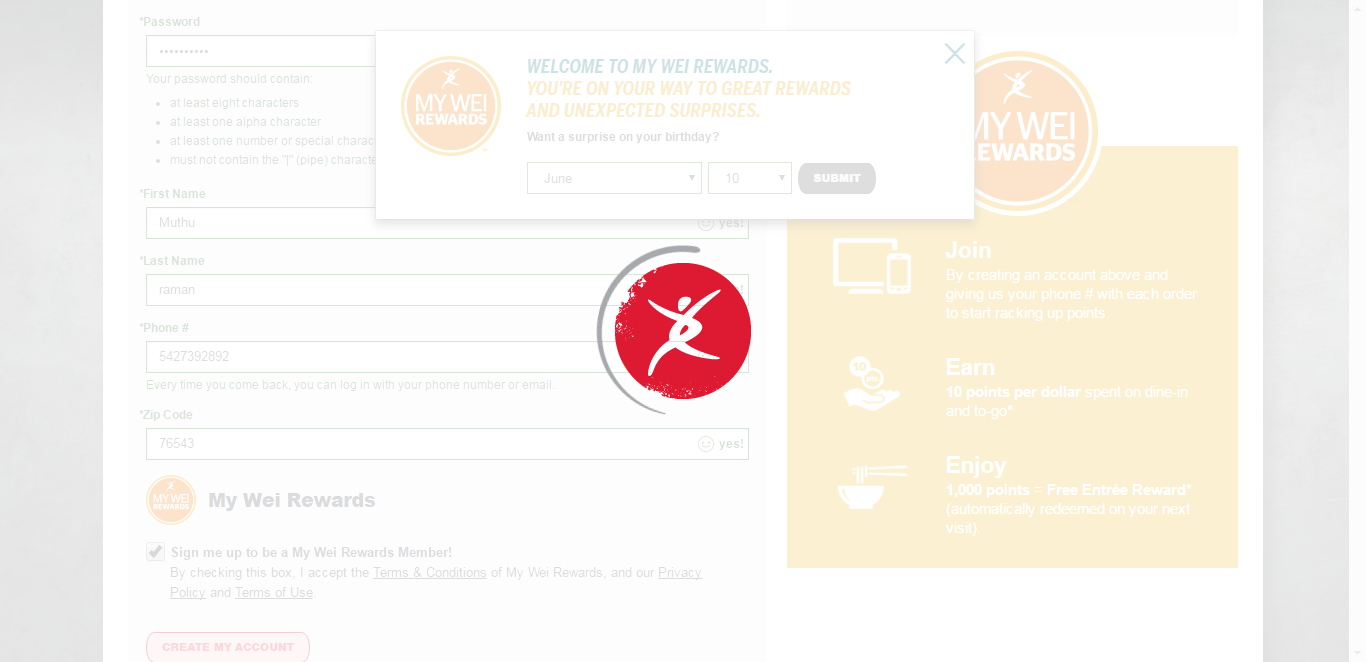 *Password
••••••••••
Your password should contain:
at least eight characters
at least one alpha character
at least one number or special charac
must not contain the "|" (pipe) characte
*First Name
Muthu
yes!
*Last Name
raman
*Phone #
5427392892
Every time you come back, you can log in with your phone number or email.
*Zip Code
76543
yes!
MY WEI
REWARDS
My Wei Rewards
Sign me up to be a My Wei Rewards Member!
By checking this box, I accept the Terms & Conditions of My Wei Rewards, and our Privacy
Policy and Terms of Use.
CREATE MY ACCOUNT
MY WEI
REWARDS
WELCOME TO MY WEI REWARDS.
YOU'RE ON YOUR WAY TO GREAT REWARDS
AND UNEXPECTED SURPRISES.
Want a surprise on your birthday?
June
10
SUBMIT
MY WEI
REWARDS
Join
By creating an account above and
giving us your phone # with each order
to start racking up points.
10
Earn
10 points per dollar spent on dine-in
and to-go*
Enjoy
1,000 points = Free Entrée Reward*
(automatically redeemed on your next
visit).